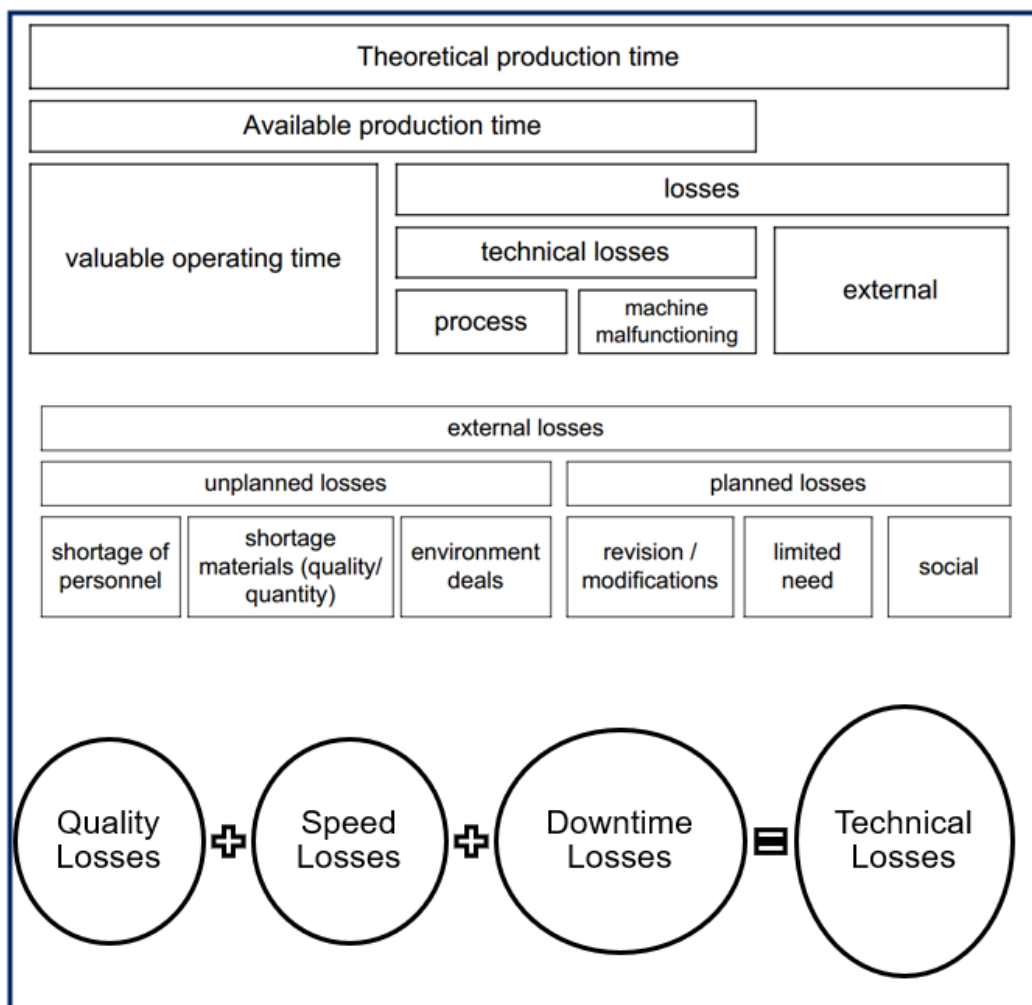 Theoretical production time
Available production time
valuable operating time
losses
technical losses
external
process
machine
malfunctioning
external losses
unplanned losses
planned losses
shortage of
personnel
shortage
materials (quality/
quantity)
environment
deals
revision /
modifications
limited
need
social
Quality
Losses
Speed
Losses
Downtime
Losses
Technical
Losses